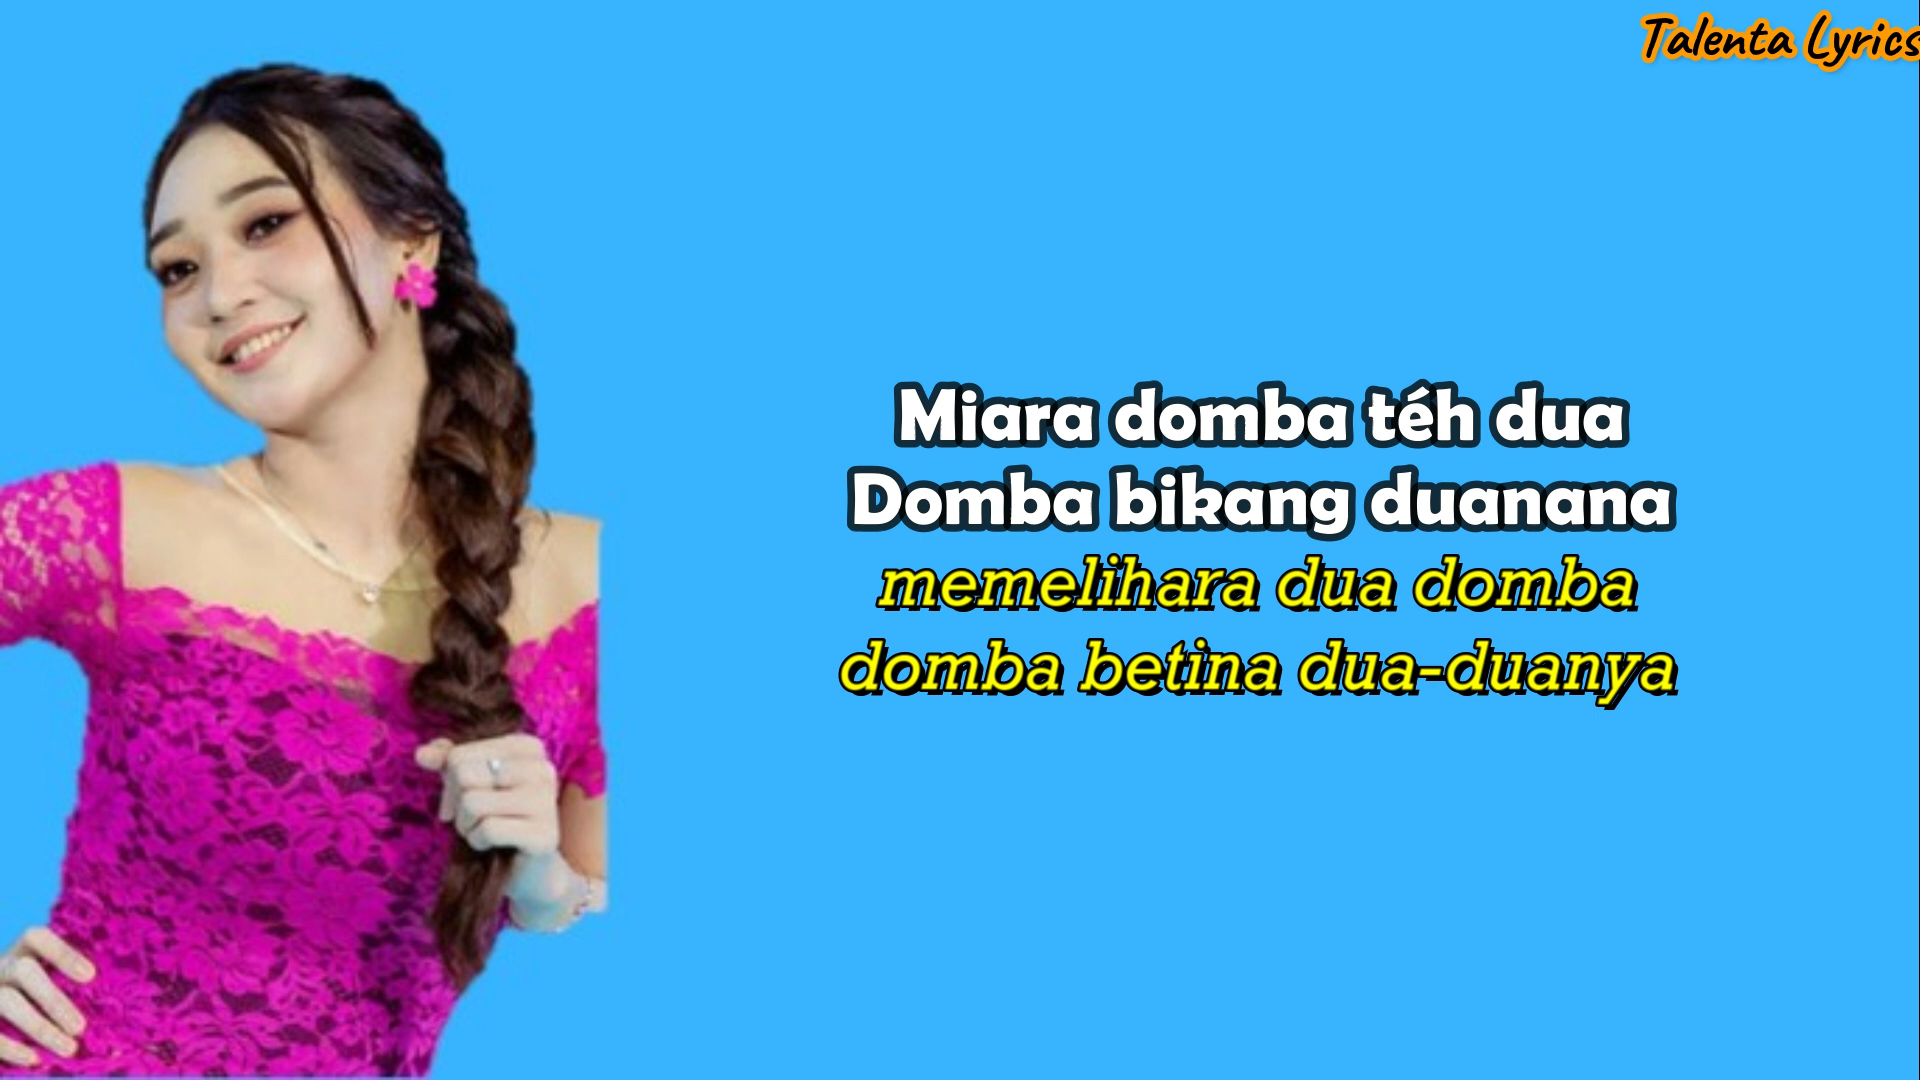 Talenta Lyrics
Miara domba téh dua
Domba bikang duanana
memelihara dua domba
domba betina dua-duanya